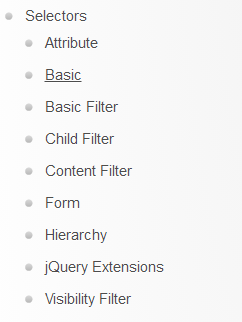 Selectors
Attribute
Basic
Basic Filter
Child Filter
Content Filter
Form
Hierarchy
jQuery Extensions
Visibility Filter